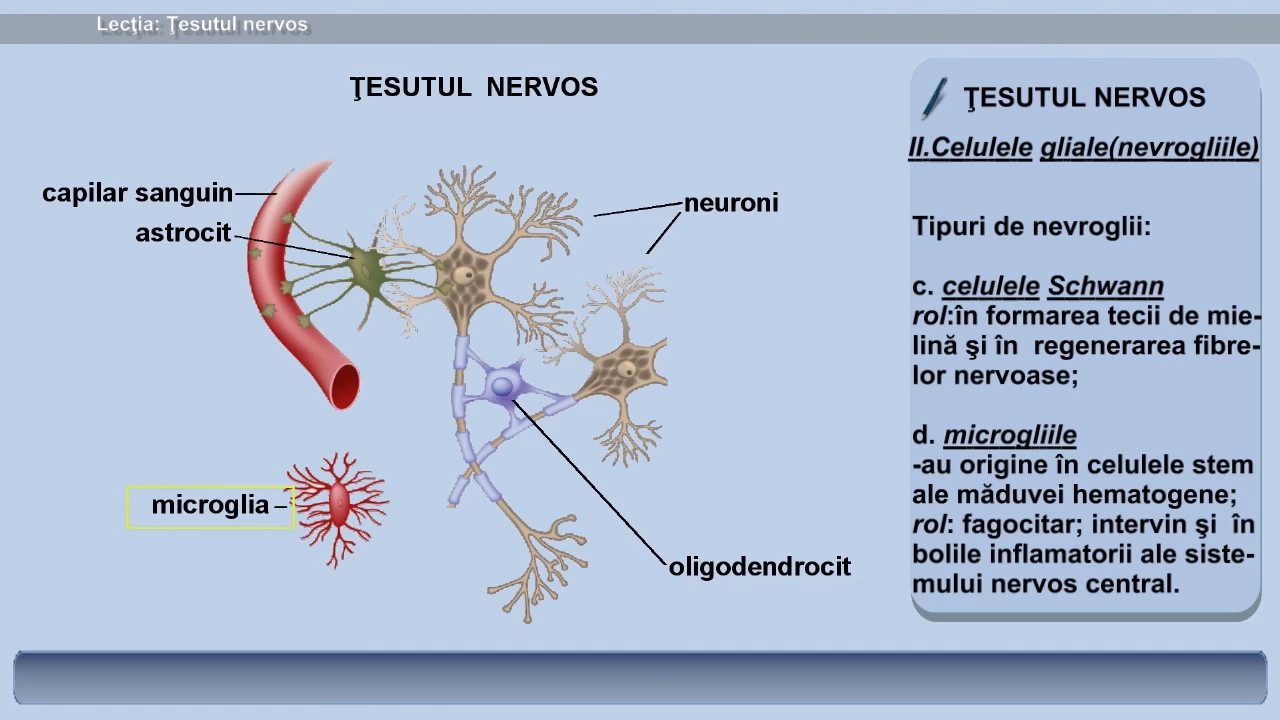 Lecţia: Ţesutul nervos
ŢESUTUL NERVOS
capilar sanguin
astrocit
neuroni
microglia
oligodendrocit
ŢESUTUL NERVOS
II.Celulele gliale(nevrogliile)
Tipuri de nevroglii:
c. celulele Schwann
rol:în formarea tecii de mie-
lină şi în regenerarea fibre-
lor nervoase;
d. microgliile
-au origine în celulele stem
ale măduvei hematogene;
rol: fagocitar; intervin şi în
bolile inflamatorii ale siste-
mului nervos central.